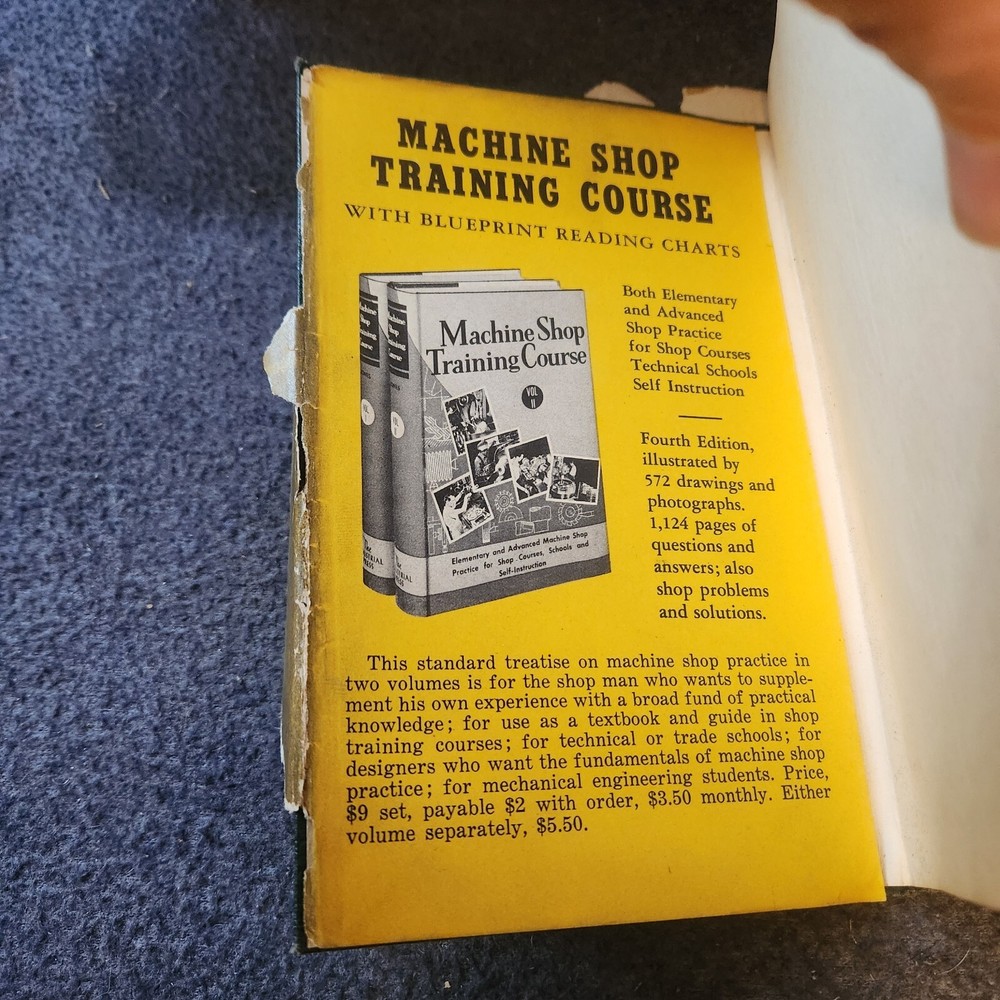 MACHINE SHOP
TRAINING COURSE
WITH BLUEPRINT READING CHARTS
Machine Shop
Training Course
VOL
II
Elementary and Advanced Machine Shop
Practice for Shop Courses, Schools and
Self-Instruction
Both Elementary
and Advanced
Shop Practice
for Shop Courses
Technical Schools
Self Instruction
Fourth Edition,
illustrated by
572 drawings and
photographs.
1,124 pages of
questions and
answers; also
shop problems
and solutions.
This standard treatise on machine shop practice in
two volumes is for the shop man who wants to supple-
ment his own experience with a broad fund of practical
knowledge; for use as a textbook and guide in shop
training courses; for technical or trade schools; for
designers who want the fundamentals of machine shop
practice; for mechanical engineering students. Price,
$9 set, payable $2 with order, $3.50 monthly. Either
volume separately, $5.50.